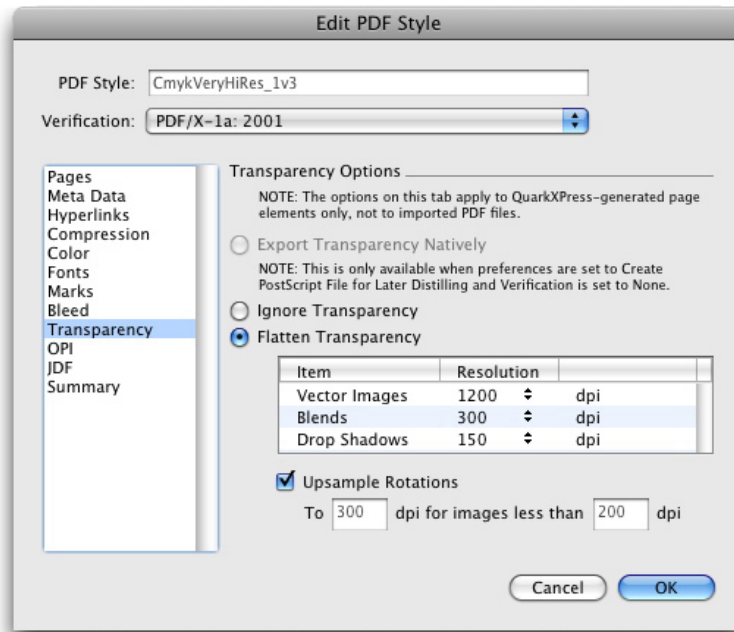 Edit PDF Style
PDF Style: CmykVeryHiRes_1v3
Verification: PDF/X-1a: 2001
Pages
Meta Data
Hyperlinks
Compression
Color
Fonts
Marks
Bleed
Transparency
OPI
JDF
Summary
Transparency Options
NOTE: The options on this tab apply to QuarkXPress-generated page
elements only, not to imported PDF files.
Export Transparency Natively
NOTE: This is only available when preferences are set to Create
PostScript File for Later Distilling and Verification is set to None.
Ignore Transparency
Flatten Transparency
Item Resolution
Vector Images 1200 dpi
Blends 300 dpi
Drop Shadows 150 dpi
Upsample Rotations
To 300 dpi for images less than 200 dpi
Cancel OK